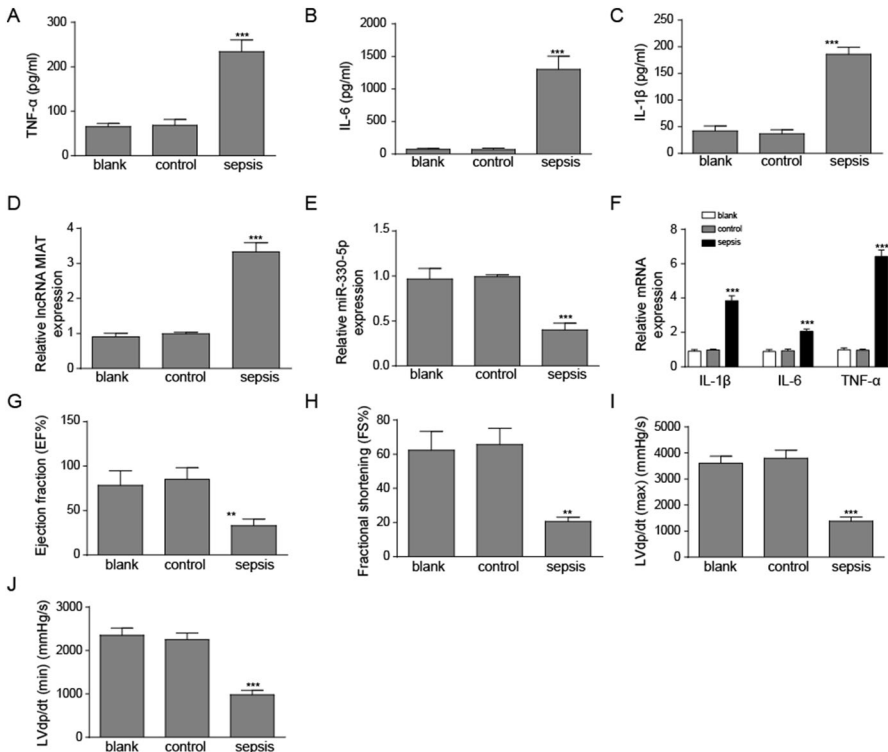 A
TNF-α (pg/ml)
300
200
100
0
blank control sepsis
***
B
IL-6 (pg/ml)
2000
1500
1000
500
0
blank control sepsis
***
C
IL-1β (pg/ml)
250
200
150
100
50
0
blank control sepsis
***
D
Relative lncRNA MIAT
expression
4
3
2
1
0
blank control sepsis
***
E
Relative miR-330-5p
expression
1.5
1.0
0.5
0.0
blank control sepsis
***
F
Relative mRNA
expression
8
6
4
2
0
blank
control
sepsis
***
***
***
IL-1β IL-6 TNF-α
G
Ejection fraction (EF%)
150
100
50
0
blank control sepsis
**
H
Fractional shortening (FS%)
80
60
40
20
0
blank control sepsis
**
I
LVdp/dt (max) (mmHg/s)
5000
4000
3000
2000
1000
0
blank control sepsis
***
J
LVdp/dt (min) (mmHg/s)
3000
2000
1000
0
blank control sepsis
***